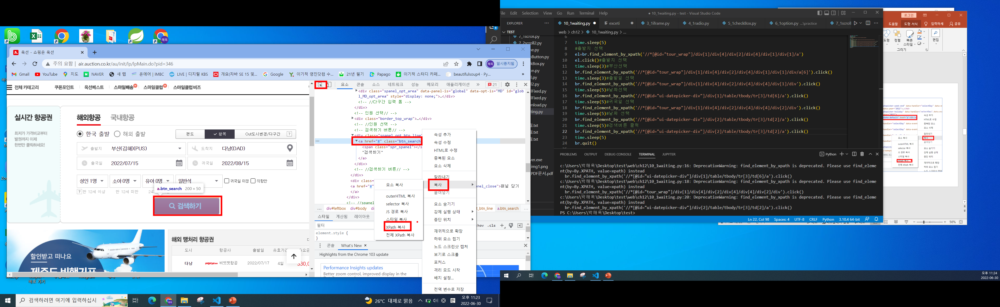 옥션 - 쇼핑은 옥션
주의 요함 | air.auction.co.kr/au/init/lp/lpMain.do?pid=346
일시중지됨
Gmail YouTube 지도 NAVER 새 탭 온에어 | iMBC LIVE | 디지털 KBS 개요(자바 SE 15 및... Google 이기적 영진닷컴 수... 21년 필기 Papago 이기적 스터디 카페... beautifulsoup4 · Py...
전체 카테고리 쿠폰포인트 옥션베스트 스마일배송 스마일클럽 스마일클럽 비즈
실시간 항공권
최저가 가격비교부터
발권까지 이제
한번만 클릭하세요!
해외항공 국내항공
한국 출발 해외 출발
편도 왕복 Out도시변경/다구간 ?
출발지 부산(김해)(PUS) 도착지 다낭(DAD)
출국일 2022/07/15 귀국일 2022/08/15
성인 1명 소아 0명 유아 0명 일반석 귀국일 미정 직항만
? 만 12세 이상 만 12세 미만
a.btn_search 200 × 50
검색하기
할인받고 떠나요
해외 땡처리 항공권
도시 항공사 출발일 유효기간
다낭 비엣젯항공 2022/07/17 4일
요소 콘솔 소스 네트워크 성능 메모리 애플리케이션 » 21
<div class="spanel_opt_area" data-panel-is="global" data-opt-is="MD" id="glob
l_MD_opt_area" style="display: none;">…</div>
<!-- //다구간 입력 폼 -->
</div>
<!-- 인원 선택// -->
<div class="border_top_wrap">…</div>
<!-- //인원 선택 -->
<!-- 검색하기 버튼// -->
<div class="spanel_opt_btn_line"
<a href="#" class="btn_search
<span class="spr_spanel"></s
"검색하기"
</a>
</div>
<!-- //검색하기 버튼// -->
</div>
<div clas
<a href="#" anel_close">패널 닫기
</a>
</div>
<!-- //spanel
... div#leftbox div#body t_btn_line a.btn_search ...
스타일 계산됨 레이아웃
필터 :hov .cls
element.style {
}
콘솔 What's New ×
Highlights from the Chrome 103 update
Performance Insights updates
Better zoom control, improved display in the
요소 복사
outerHTML 복사
selector 복사
JS 경로 복사
스타일 복사
XPath 복사
전체 XPath 복사
속성 추가
속성 수정
HTML로 수정
중복된 요소
요소 삭제
잘라내기
복사
붙여넣기
요소 숨기기
강제 실행 상태
중단 위치
재귀적으로 확장
하위 요소 접기
노드 스크린샷 캡처
보기로 스크롤
포커스
격리 모드 시작
배지 설정...
전역 변수로 저장
바로 가기
검색하려면 여기에 입력하십시
26°C 대체로 맑음
오후 11:23
2022-06-30
File Edit Selection View Go Run Terminal Help
● 10_1waiting.py - test - Visual Studio Code
EXPLORER
10_1waiting.py exceti 3_1iframe.py 4_1radio.py 5_1checkBox.py 6_1option.py ...\practice 7_1scroll
TEST
web > ch12 > 10_1waiting.py > ...
7_1scroll.py
7_2scroll2.py
6
7 time.sleep(5)
8 #출발지 선택
9 el=br.find_element_by_xpath('//*[@id="tour_wrap"]/div[1]/div[4]/div[2]/div[4]/div[1]/div[1]/a')
10 el.click()#출발지 선택
11 time.sleep(3)#부산선택
12 br.find_element_by_xpath('//*[@id="tour_wrap"]/div[1]/div[4]/div[2]/div[4]/div[1]/div[1]/div/a[6]').click()
13 time.sleep(3)#출발일 선택
14 br.find_element_by_xpath('//*[@id="tour_wrap"]/div[1]/div[4]/div[2]/div[4]/div[4]/div[1]/div').click()
15 time.sleep(5)#날짜선택
16 br.find_element_by_xpath('//*[@id="ui-datepicker-div"]/div[1]/table/tbody/tr[3]/td[6]/a').click()
17 time.sleep(5)#귀국일 선택
18 br.find_element_by_xpath('//*[@id="tour_wrap"]/div[1]/div[4]/div[2]/div[4]/div[4]/div[2]/div').click()
19 time.sleep(5)#날짜 선택
20 br.find_element_by_xpath('//*[@id="ui-datepicker-div"]/div[2]/table/tbody/tr[3]/td[2]/a').click()
21 time.sleep(5)#검색버튼 클릭
22 br.find_element_by_xpath('//*[@id="ui-datepicker-div"]/div[2]/table/tbody/tr[3]/td[2]/a').click()
23 time.sleep(5)
24 br.quit()
PROBLEMS OUTPUT DEBUG CONSOLE TERMINAL JUPYTER
Python
c:\Users\박해옥\Desktop\test\web\ch12\10_1waiting.py:16: DeprecationWarning: find_element_by_xpath is deprecated. Please use find_eleme
nt(by=By.XPATH, value=xpath) instead
br.find_element_by_xpath('//*[@id="ui-datepicker-div"]/div[1]/table/tbody/tr[3]/td[6]/a').click()
c:\Users\박해옥\Desktop\test\web\ch12\10_1waiting.py:18: DeprecationWarning: find_element_by_xpath is deprecated. Please use find_eleme
nt(by=By.XPATH, value=xpath) instead
br.find_element_by_xpath('//*[@id="tour_wrap"]/div[1]/div[4]/div[2]/div[4]/div[4]/div[2]/div').click()
c:\Users\박해옥\Desktop\test\web\ch12\10_1waiting.py:20: DeprecationWarning: find_element_by_xpath is deprecated. Please use find_eleme
nt(by=By.XPATH, value=xpath) instead
br.find_element_by_xpath('//*[@id="ui-datepicker-div"]/div[2]/table/tbody/tr[3]/td[2]/a').click()
PS C:\Users\박해옥\Desktop\test>
Ln 22, Col 98 Spaces: 4 UTF-8 CRLF Python 3.10.4 64-bit
로그인
도움말 도형 서식 입력하세 공유
도형 정렬 빠른 스타일 편집
그리기
56%
오후 11:24
2022-06-30